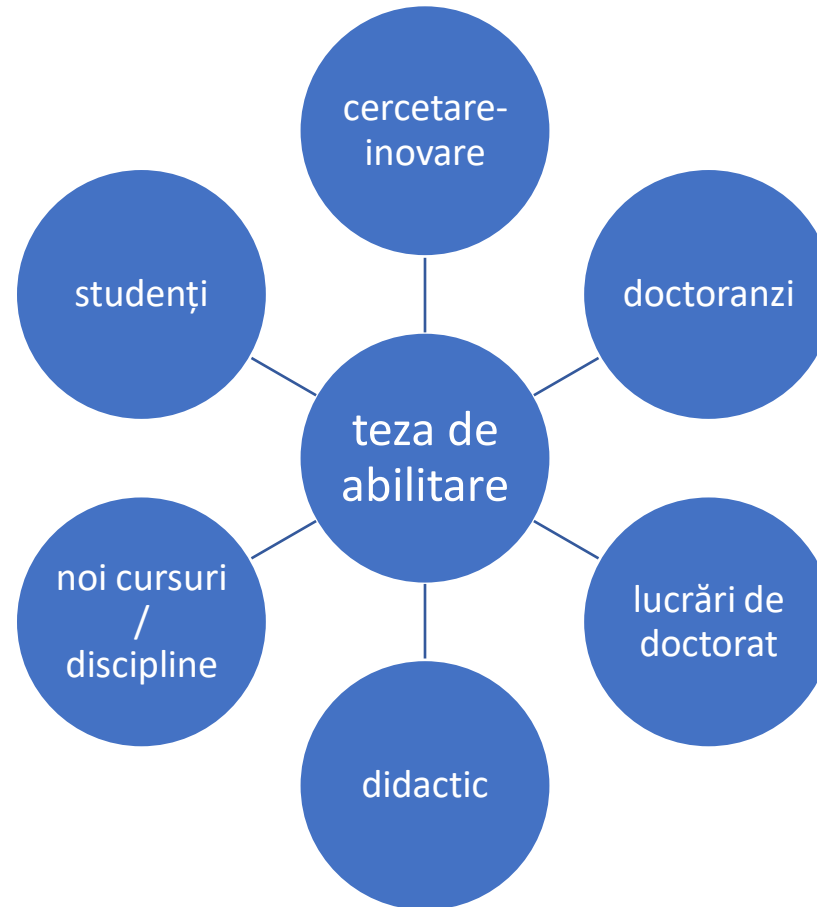 cercetare-
inovare
studenți
doctoranzi
teza de
abilitare
noi cursuri
/
discipline
lucrări de
doctorat
didactic